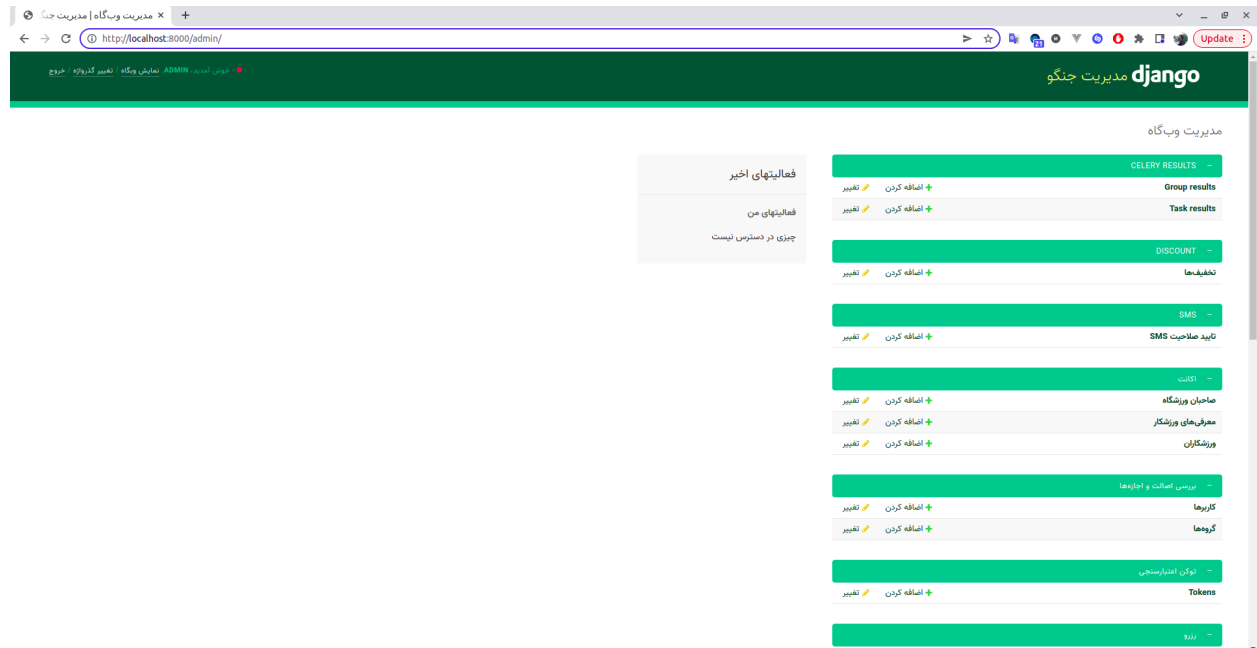 مدیریت وب‌گاه | مدیریت جنگ
http://localhost:8000/admin/
21
Update
django مدیریت جنگو
خوش آمدید، ADMIN. نمایش وبگاه / تغییر گذرواژه / خروج
مدیریت وب‌گاه
CELERY RESULTS
Group results اضافه کردن تغییر
Task results اضافه کردن تغییر
DISCOUNT
تخفیف‌ها اضافه کردن تغییر
SMS
تایید صلاحیت SMS اضافه کردن تغییر
اکانت
صاحبان ورزشگاه اضافه کردن تغییر
معرفی‌های ورزشکار اضافه کردن تغییر
ورزشکاران اضافه کردن تغییر
بررسی اصالت و اجازه‌ها
کاربرها اضافه کردن تغییر
گروه‌ها اضافه کردن تغییر
توکن اعتبارسنجی
Tokens اضافه کردن تغییر
رزرو
فعالیتهای اخیر
فعالیتهای من
چیزی در دسترس نیست